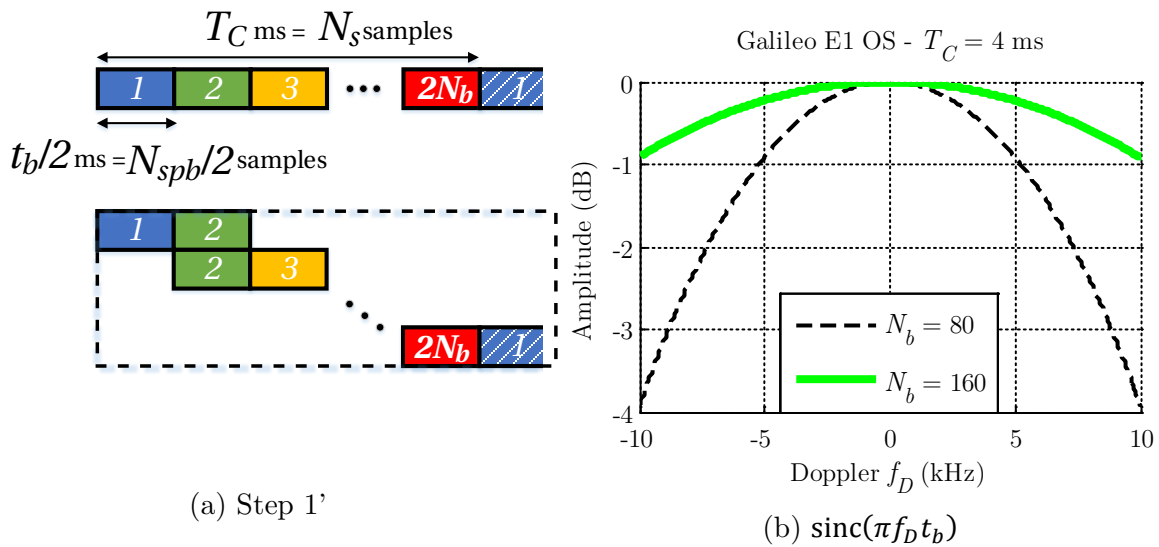 T_C ms = N_s samples
1 2 3 ••• 2N_b 1
t_b/2 ms = N_spb/2 samples
1 2
2 3
2N_b 1
(a) Step 1’
Galileo E1 OS - T_C = 4 ms
Amplitude (dB)
0
-1
-2
-3
-4
N_b = 80
N_b = 160
-10 -5 0 5 10
Doppler f_D (kHz)
(b) sinc(πf_D t_b)